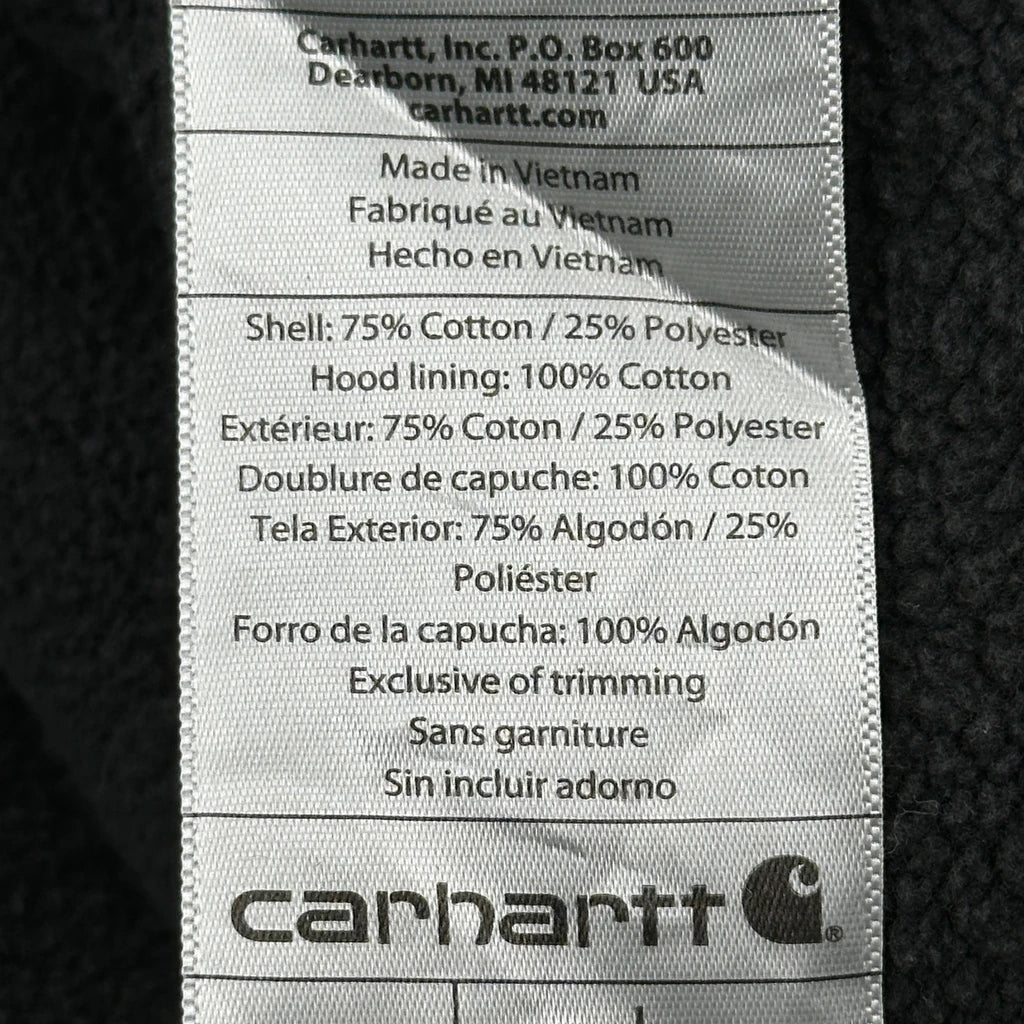 Carhartt, Inc. P.O. Box 600
Dearborn, MI 48121 USA
carhartt.com
Made in Vietnam
Fabriqué au Vietnam
Hecho en Vietnam
Shell: 75% Cotton / 25% Polyester
Hood lining: 100% Cotton
Extérieur: 75% Coton / 25% Polyester
Doublure de capuche: 100% Coton
Tela Exterior: 75% Algodón / 25%
Poliéster
Forro de la capucha: 100% Algodón
Exclusive of trimming
Sans garniture
Sin incluir adorno
carhartt ®